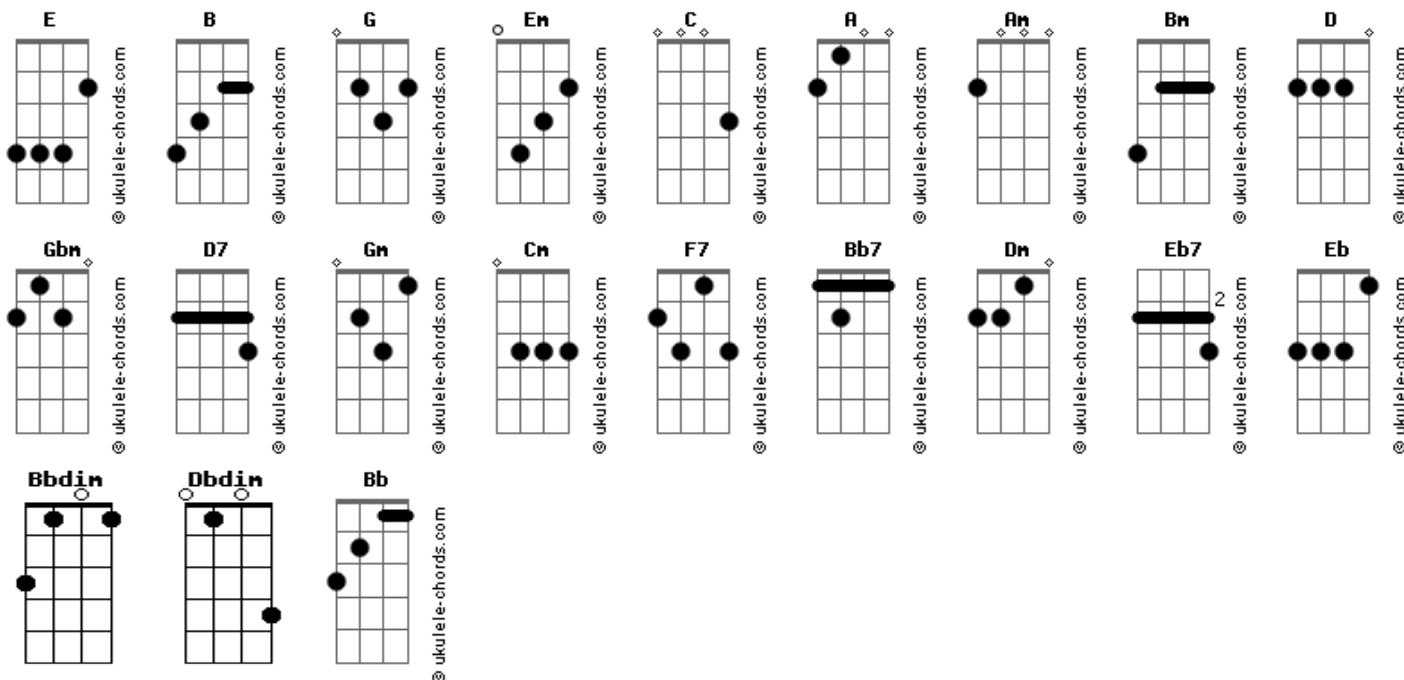 E B G Em C A Am Bm D
© ukulele-chords.com © ukulele-chords.com © ukulele-chords.com © ukulele-chords.com © ukulele-chords.com © ukulele-chords.com © ukulele-chords.com © ukulele-chords.com © ukulele-chords.com
Gbm D7 Gm Cm F7 Bb7 Dm Eb7 Eb
2
© ukulele-chords.com © ukulele-chords.com © ukulele-chords.com © ukulele-chords.com © ukulele-chords.com © ukulele-chords.com © ukulele-chords.com © ukulele-chords.com © ukulele-chords.com
Bbdim Dbdim Bb
© ukulele-chords.com